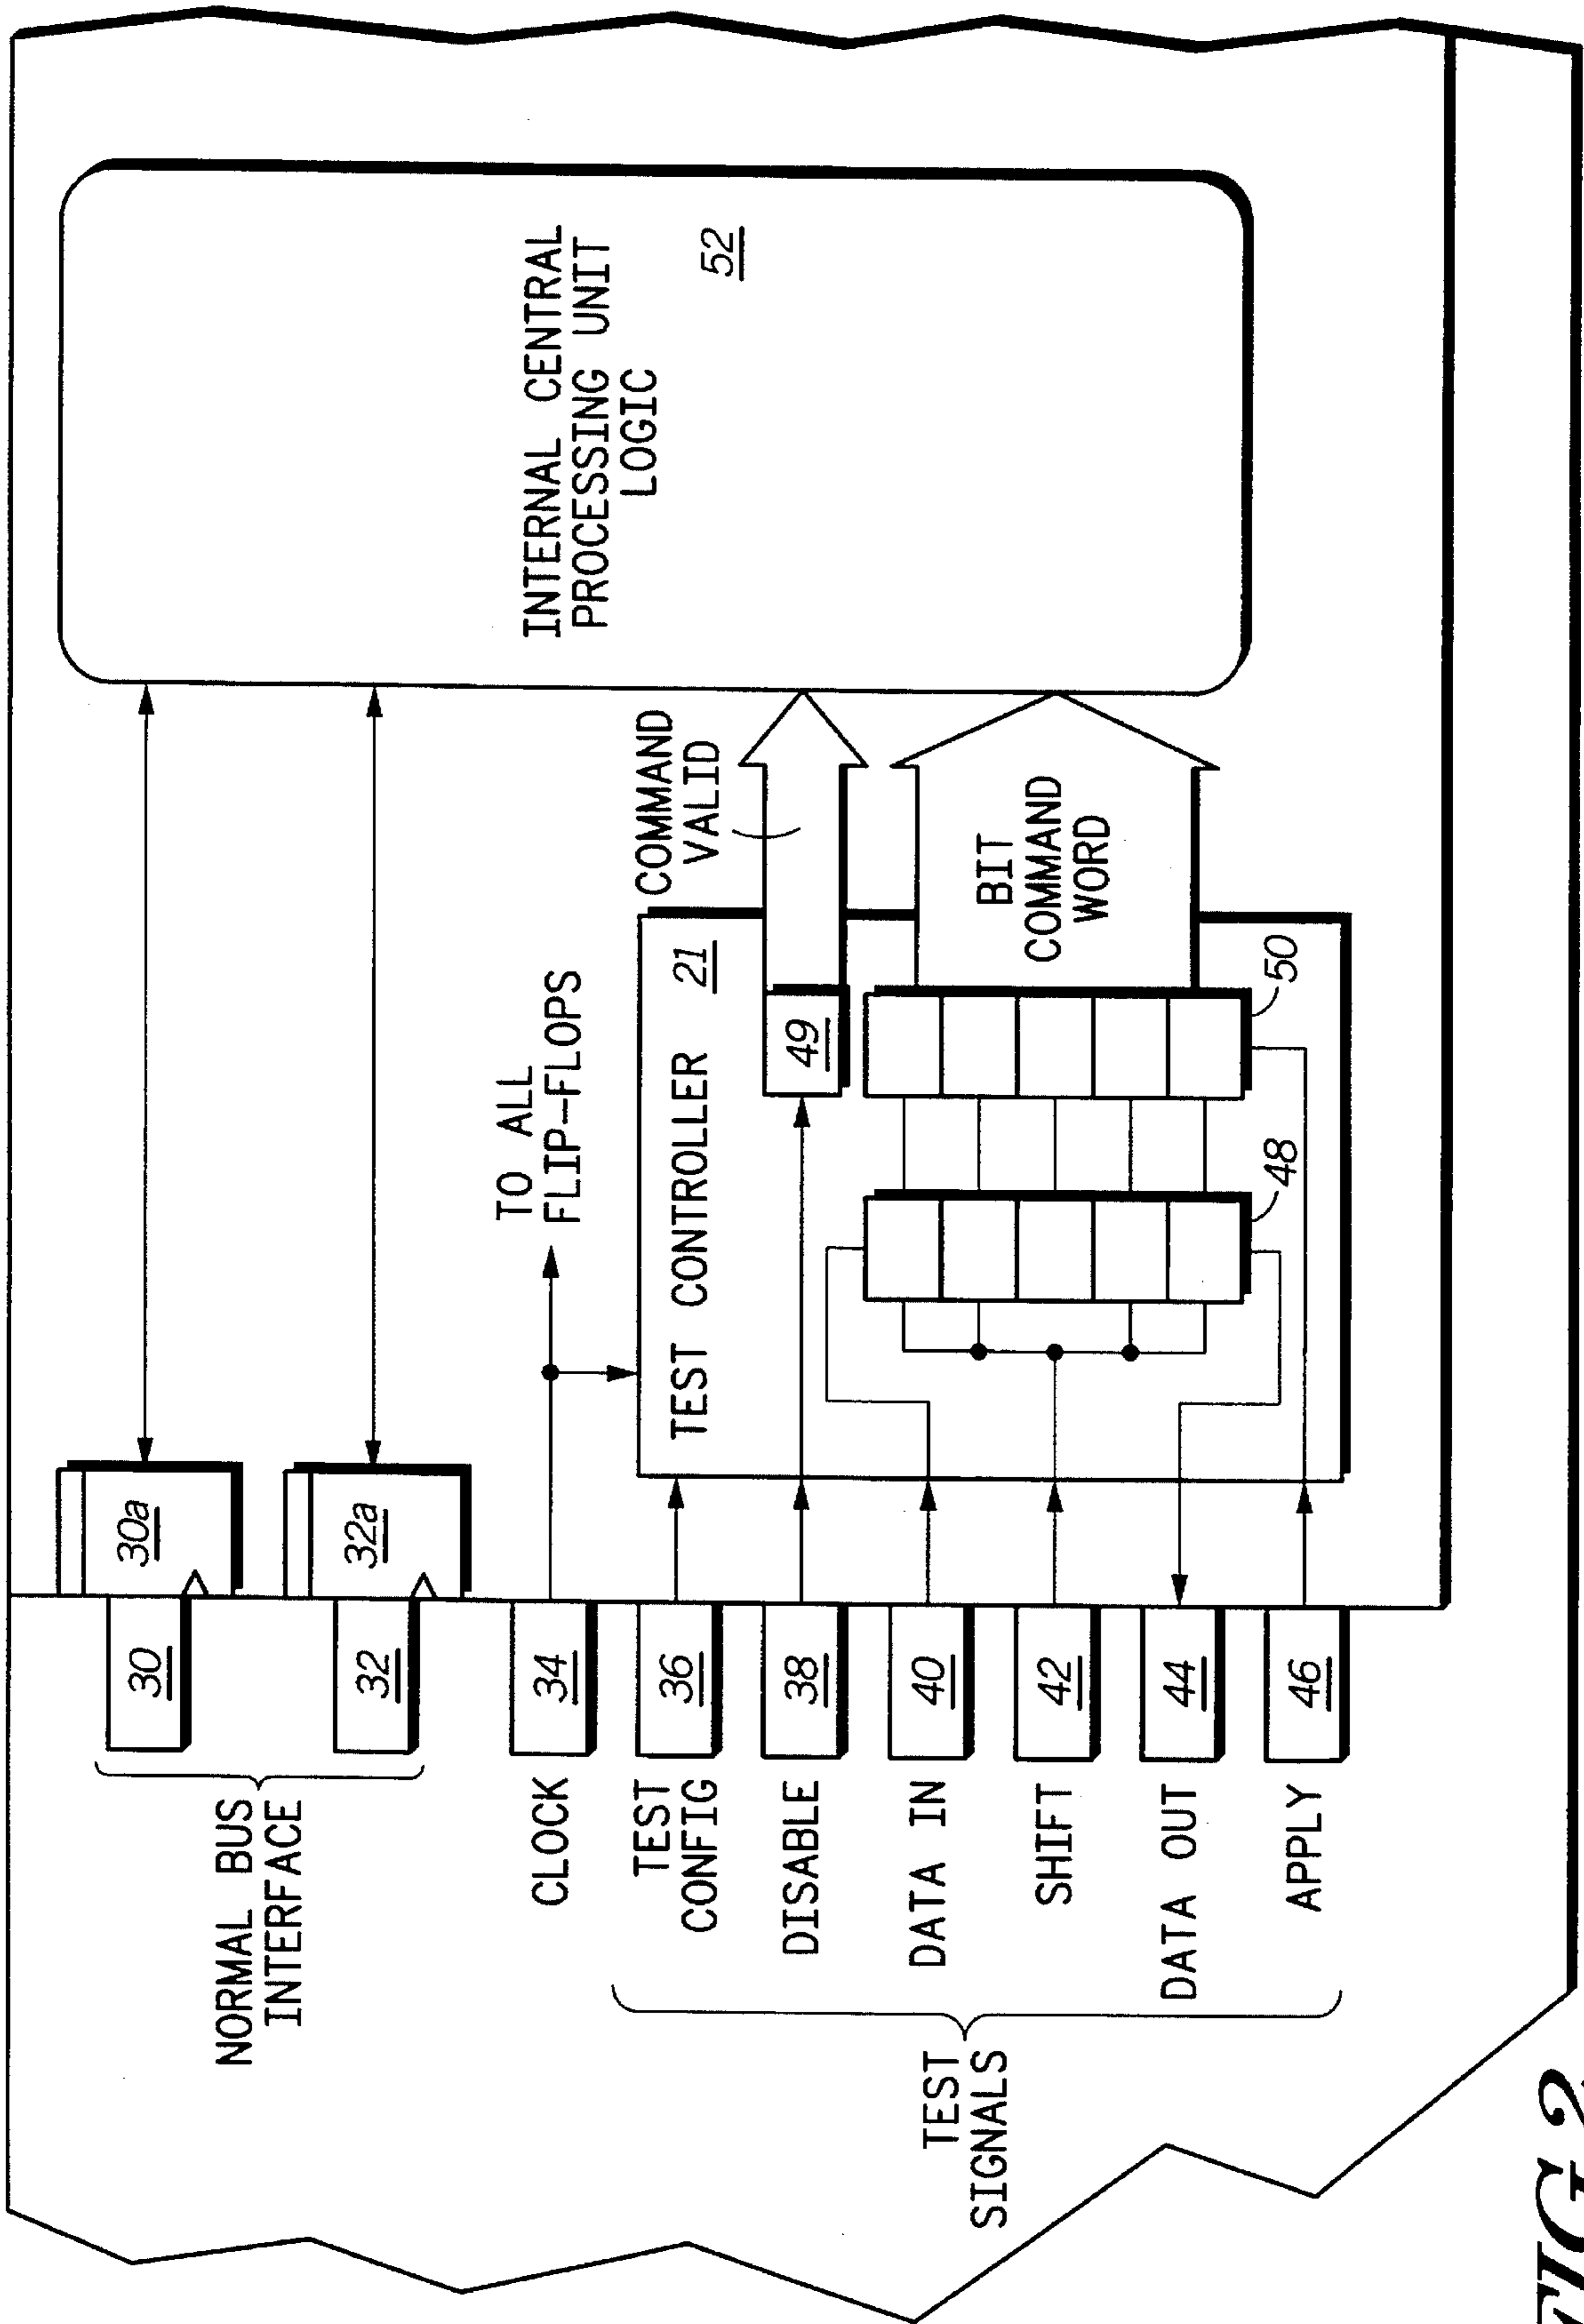 NORMAL BUS
INTERFACE
30
30a
32
32a
CLOCK
34
TO ALL
FLIP-FLOPS
TEST
CONFIG
36
DISABLE
38
DATA IN
40
SHIFT
42
DATA OUT
44
APPLY
46
TEST
SIGNALS
TEST CONTROLLER
21
49
48
50
COMMAND
VALID
BIT
COMMAND
WORD
INTERNAL CENTRAL
PROCESSING UNIT
LOGIC
52
FIG.2